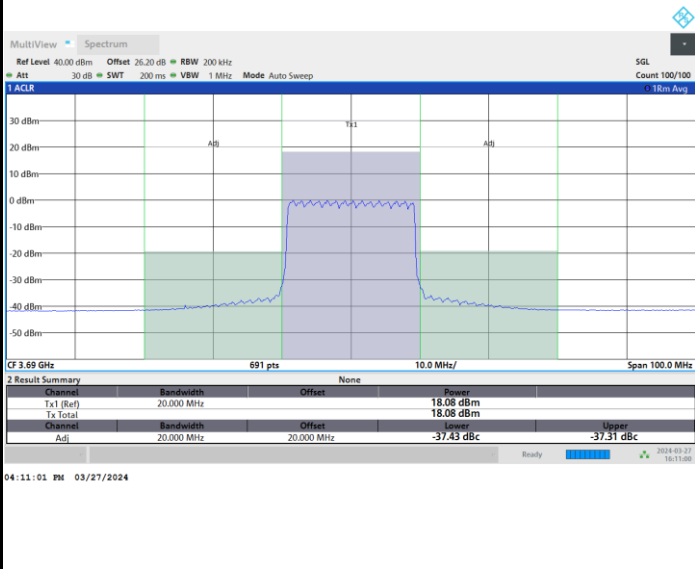 MultiView Spectrum
Ref Level 40.00 dBm Offset 26.20 dB RBW 200 kHz SGL
Att 30 dB SWT 200 ms VBW 1 MHz Mode Auto Sweep Count 100/100
1 ACLR 1Rm Avg
30 dBm
Tx1
20 dBm
Adj Adj
10 dBm
0 dBm
-10 dBm
-20 dBm
-30 dBm
-40 dBm
-50 dBm
CF 3.69 GHz 691 pts 10.0 MHz/ Span 100.0 MHz
2 Result Summary None
Channel Bandwidth Offset Power
Tx1 (Ref) 20.000 MHz 18.08 dBm
Tx Total 18.08 dBm
Channel Bandwidth Offset Lower Upper
Adj 20.000 MHz 20.000 MHz -37.43 dBc -37.31 dBc
Ready 2024-03-27
16:11:00
04:11:01 PM 03/27/2024